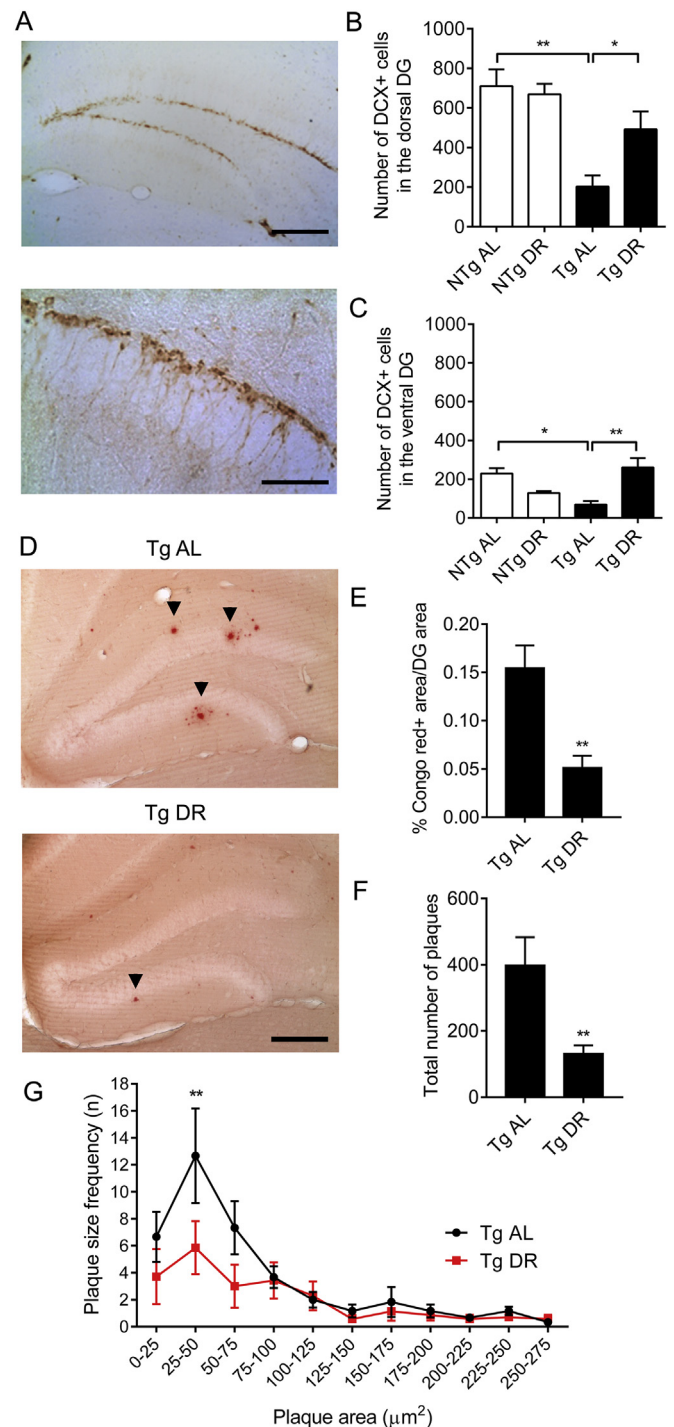 A
B
Number of DCX+ cells
in the dorsal DG
1000
800
600
400
200
0
**
*
NTg AL
NTg DR
Tg AL
Tg DR
C
Number of DCX+ cells
in the ventral DG
1000
800
600
400
200
0
*
**
NTg AL
NTg DR
Tg AL
Tg DR
D
Tg AL
Tg DR
E
% Congo red+ area/DG area
0.20
0.15
0.10
0.05
0.00
**
Tg AL
Tg DR
F
Total number of plaques
600
400
200
0
**
Tg AL
Tg DR
G
Plaque size frequency (n)
18
16
14
12
10
8
6
4
2
0
**
Tg AL
Tg DR
0-25
25-50
50-75
75-100
100-125
125-150
150-175
175-200
200-225
225-250
250-275
Plaque area (μm²)